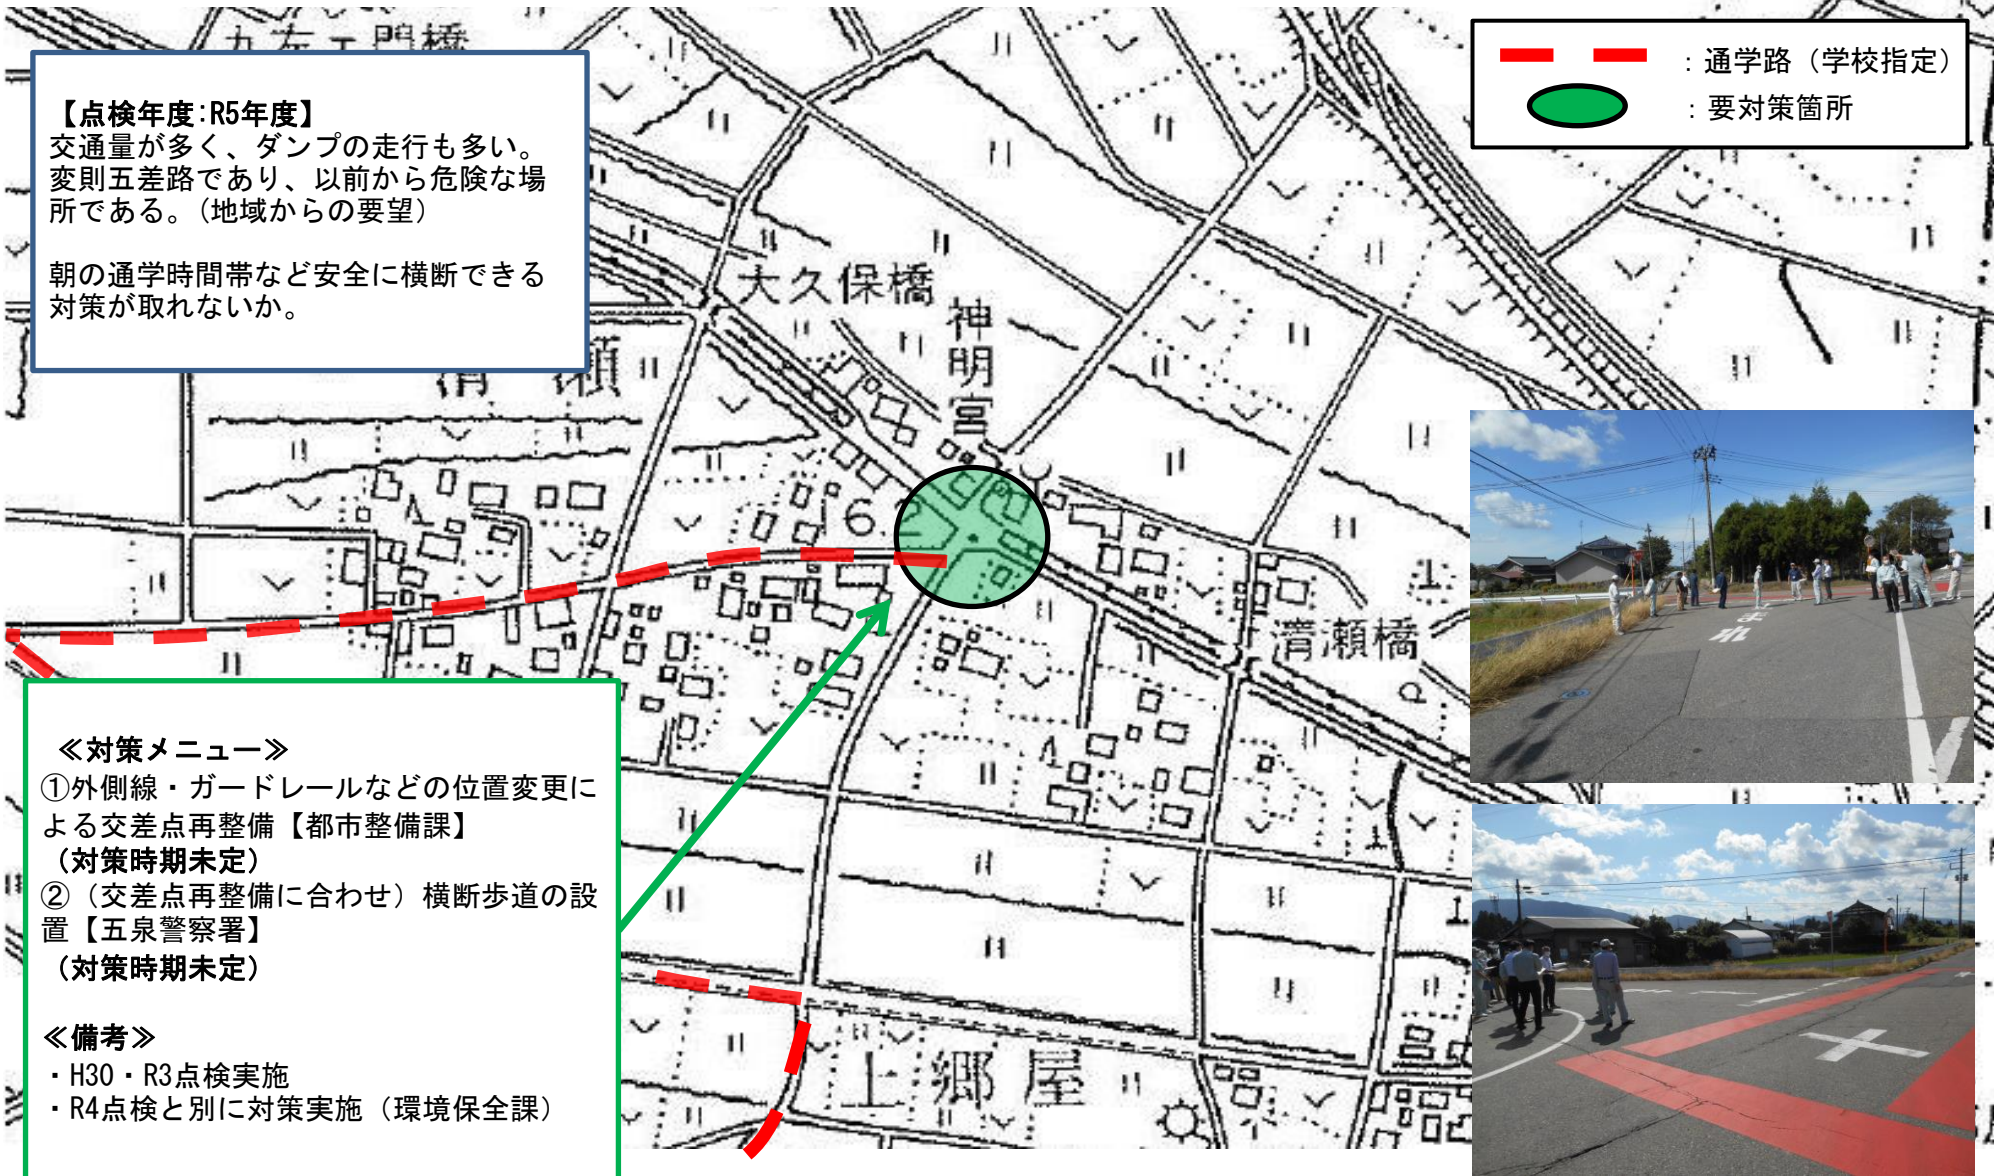 九左エ門橋
【点検年度:R5年度】
交通量が多く、ダンプの走行も多い。
変則五差路であり、以前から危険な場
所である。（地域からの要望）
朝の通学時間帯など安全に横断できる
対策が取れないか。
：通学路（学校指定）
：要対策箇所
大久保橋
神明宮
清瀬
16
清瀬橋
≪対策メニュー≫
①外側線・ガードレールなどの位置変更に
よる交差点再整備【都市整備課】
（対策時期未定）
②（交差点再整備に合わせ）横断歩道の設
置【五泉警察署】
（対策時期未定）
≪備考≫
・H30・R3点検実施
・R4点検と別に対策実施（環境保全課）
上郷屋